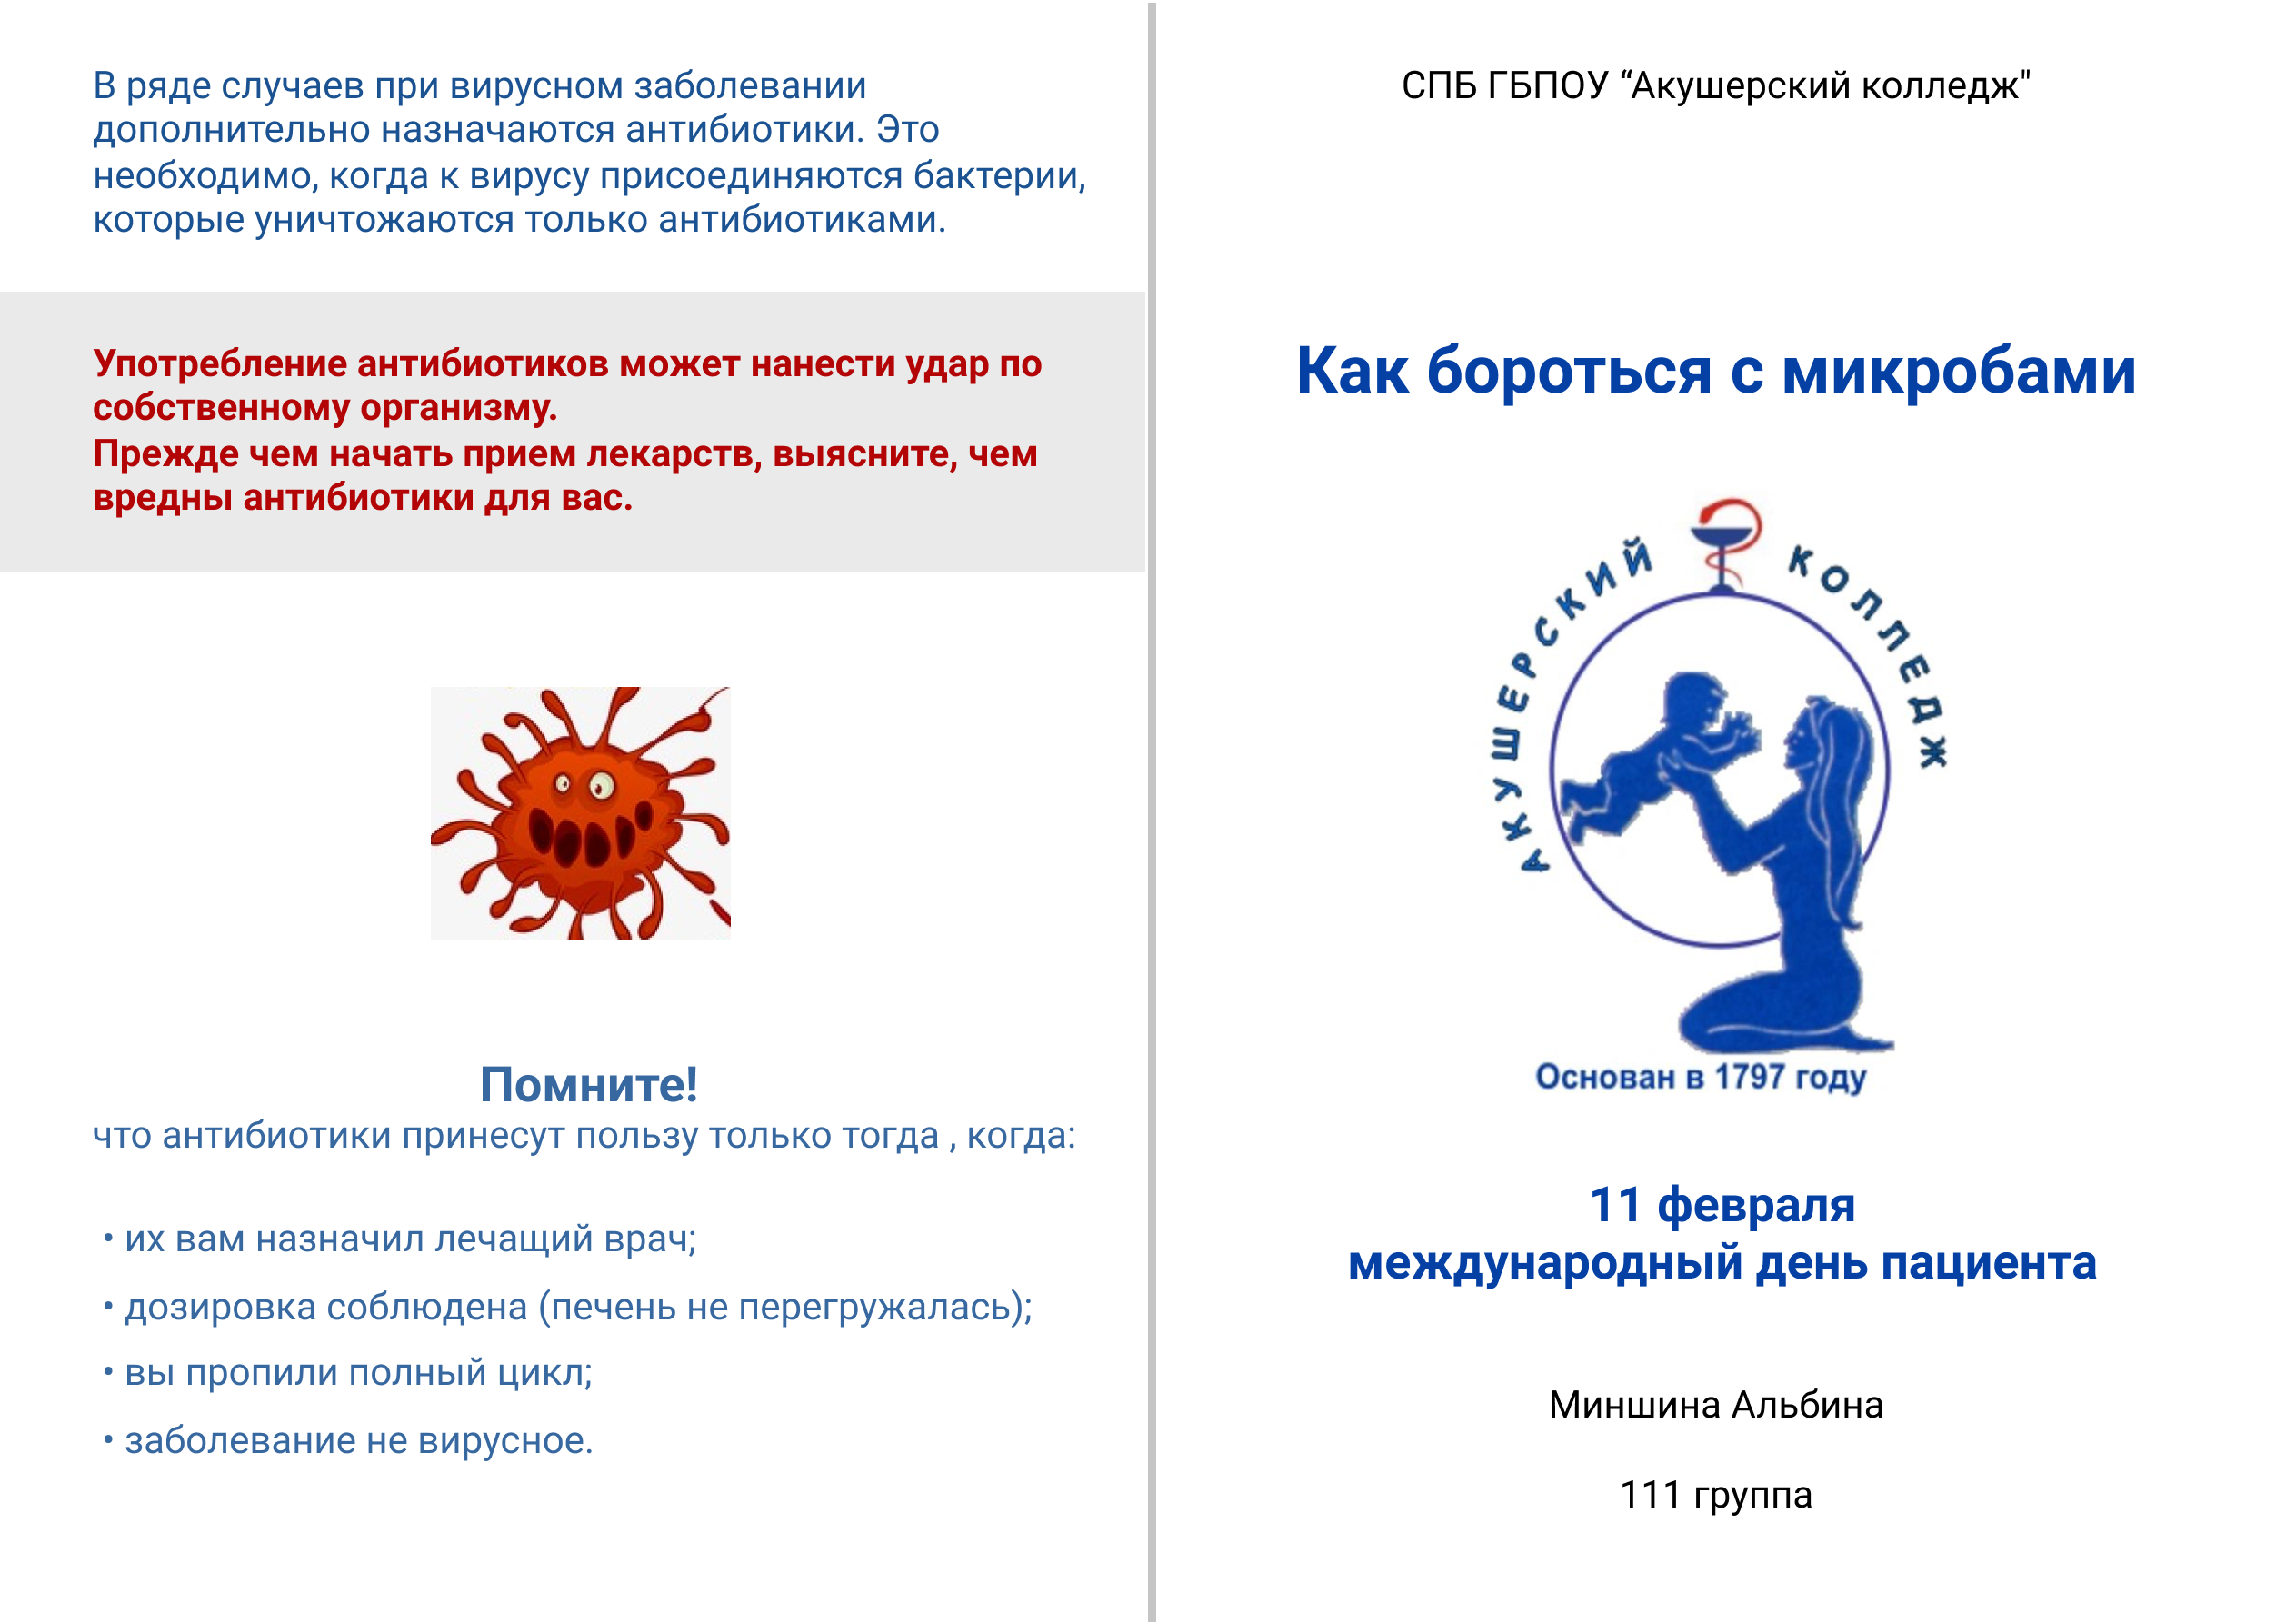 В ряде случаев при вирусном заболевании
дополнительно назначаются антибиотики. Это
необходимо, когда к вирусу присоединяются бактерии,
которые уничтожаются только антибиотиками.
Употребление антибиотиков может нанести удар по
собственному организму.
Прежде чем начать прием лекарств, выясните, чем
вредны антибиотики для вас.
Помните!
что антибиотики принесут пользу только тогда , когда:
• их вам назначил лечащий врач;
• дозировка соблюдена (печень не перегружалась);
• вы пропили полный цикл;
• заболевание не вирусное.
СПБ ГБПОУ “Акушерский колледж"
Как бороться с микробами
АКУШЕРСКИЙ КОЛЛЕДЖ
Основан в 1797 году
11 февраля
международный день пациента
Миншина Альбина
111 группа